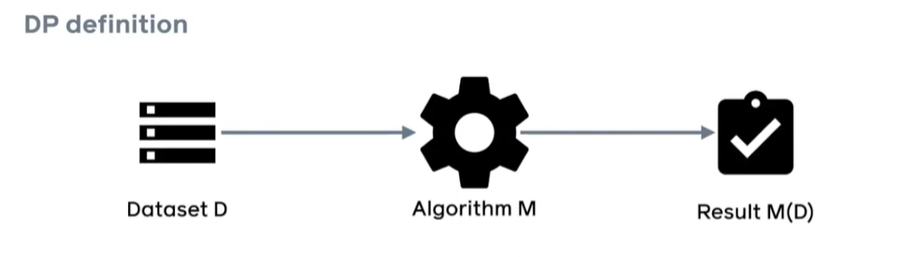 DP definition
Dataset D
Algorithm M
Result M(D)